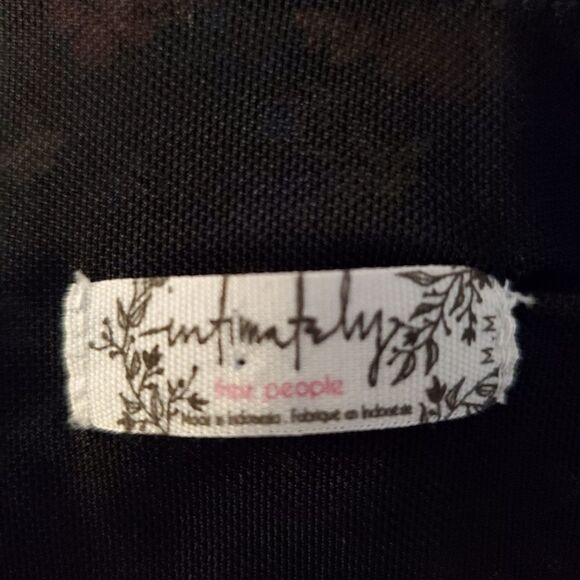 intimately
free people
Made in Indonesia . Fabriqué en Indonésie
M . M